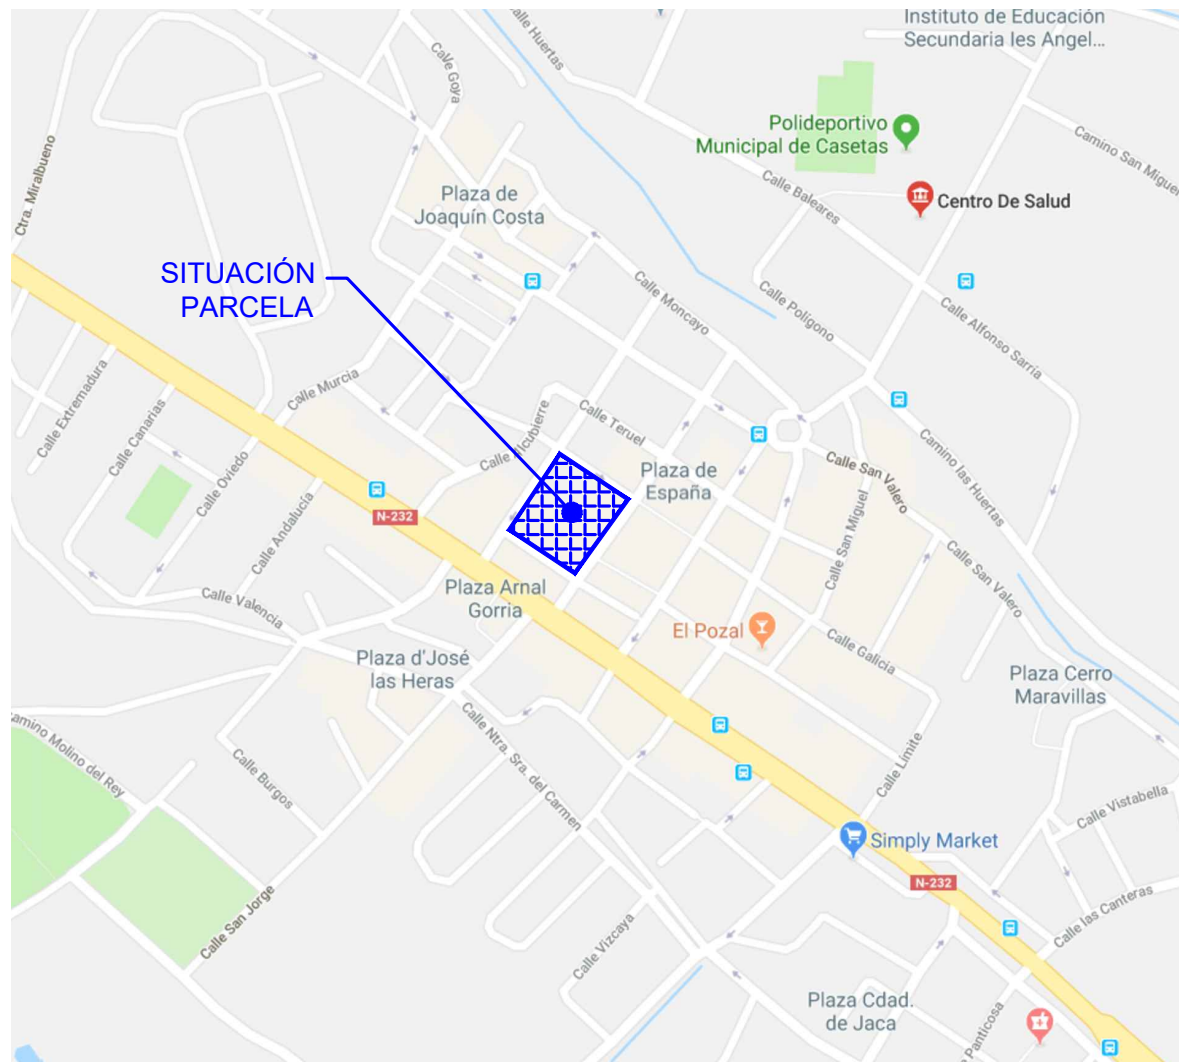 Instituto de Educación
Secundaria Ies Angel...
Calle Huertas
Calle Goya
Polideportivo
Municipal de Casetas
Camino San Miguel
Ctra. Miralbueno
Calle Baleares
Centro De Salud
Plaza de
Joaquín Costa
SITUACIÓN
PARCELA
Calle Moncayo
Calle Polígono
Calle Alfonso Sarria
Calle Murcia
Calle Extremadura
Calle Canarias
Calle Alcubierre
Calle Teruel
Camino las Huertas
Calle Oviedo
Plaza de
España
Calle San Valero
N-232
Calle Andalucía
Calle San Miguel
Calle San Valero
Plaza Arnal
Gorria
Calle Valencia
El Pozal
Calle Galicia
Plaza d'José
las Heras
Plaza Cerro
Maravillas
Camino Molino del Rey
Calle Burgos
Calle Ntra. Sra. del Carmen
Calle Límite
Calle Vistabella
Simply Market
N-232
Calle San Jorge
Calle Vizcaya
Calle las Canteras
Plaza Cdad.
de Jaca
Panticosa